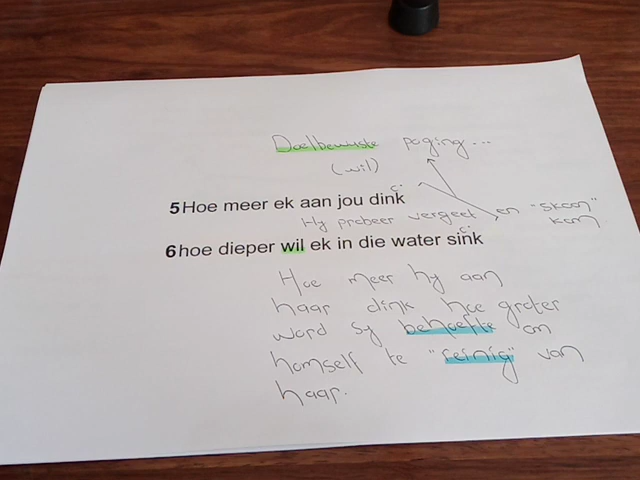 Doelbewuste poging...
(wil)
c.
5 Hoe meer ek aan jou dink
Hy probeer vergeet en "skoon"
kom
c.
6 hoe dieper wil ek in die water sink
Hoe meer hy aan
haar dink hoe groter
word sy behoefte om
homself te "reinig" van
haar.